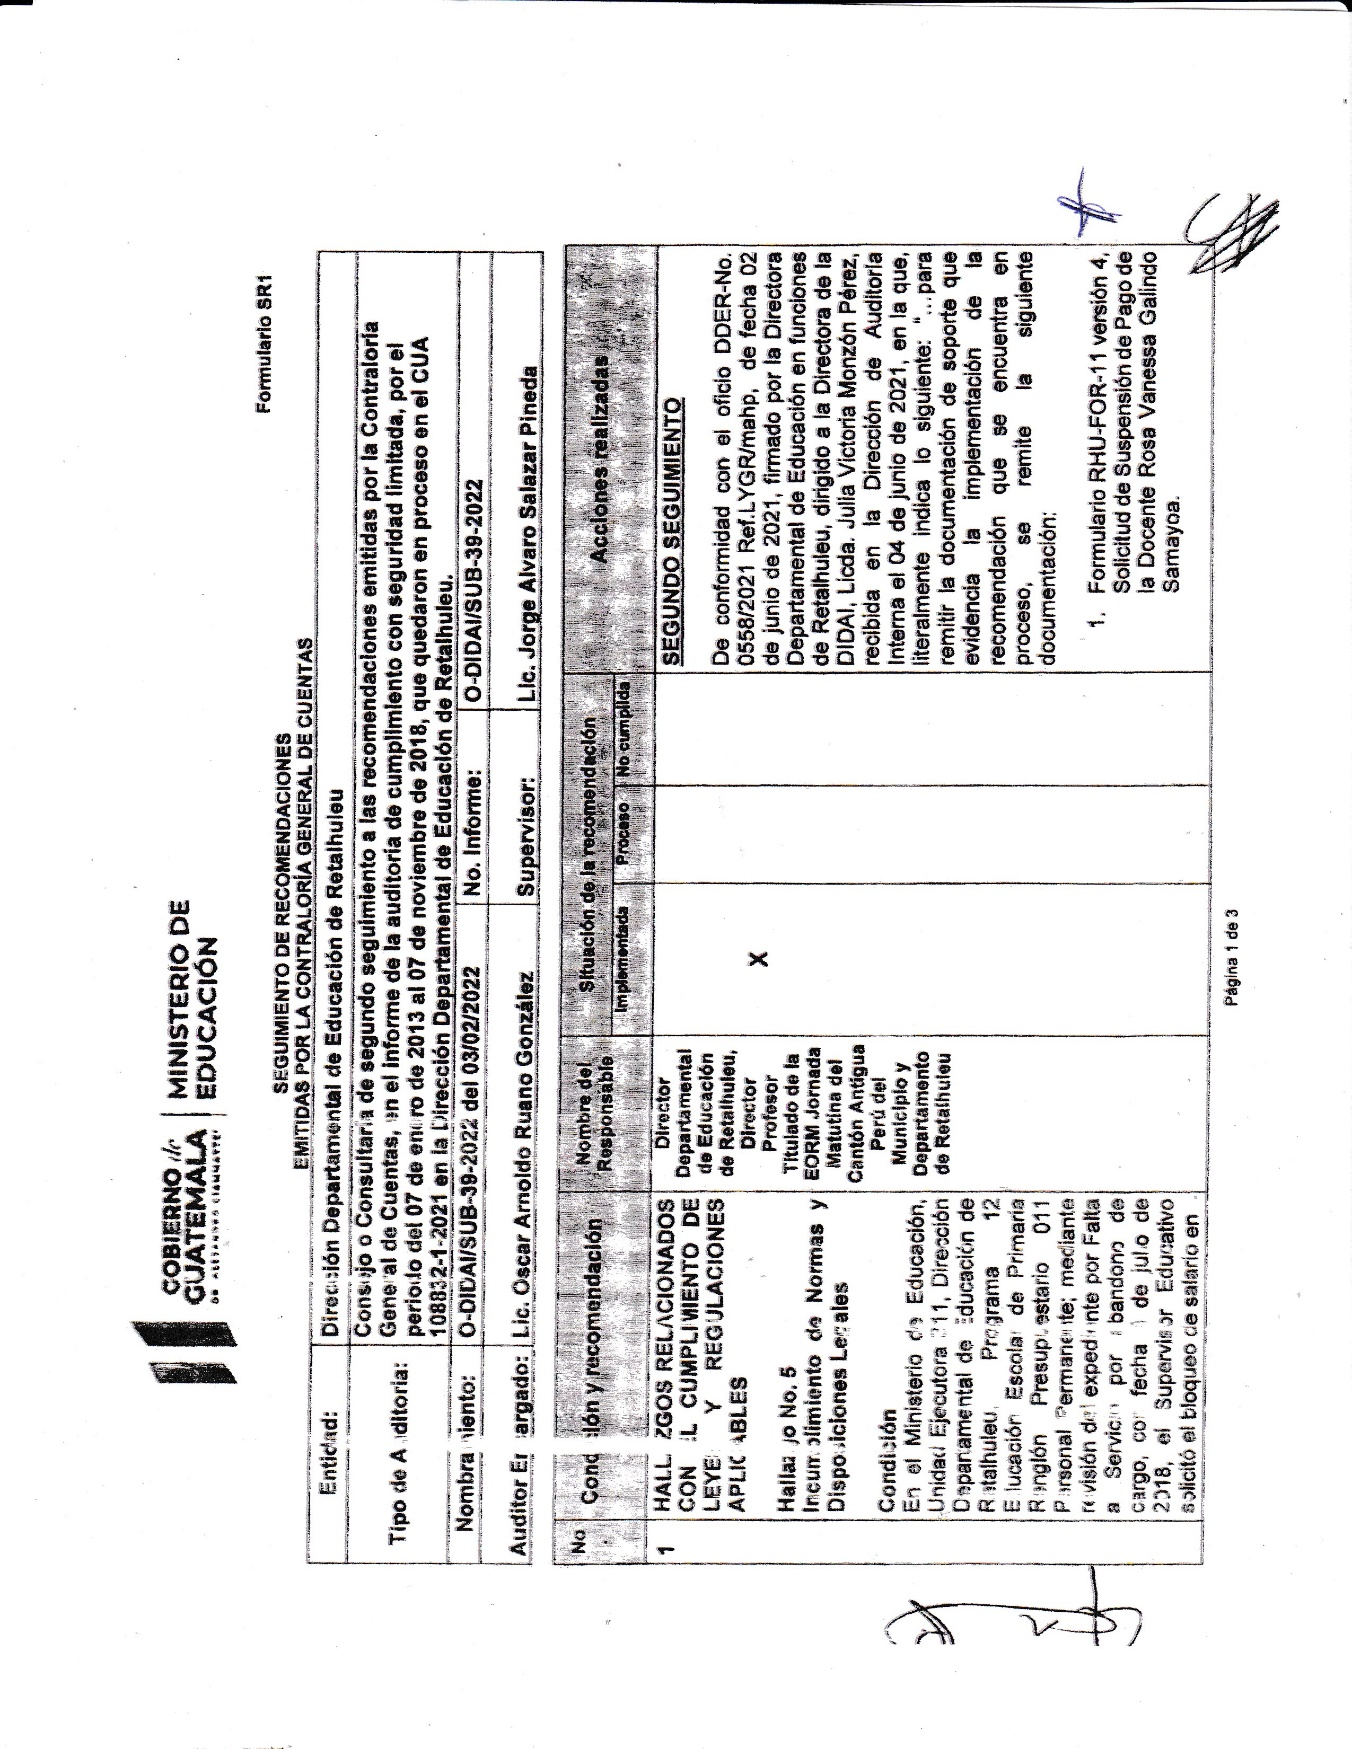 GOBIERNO de
GUATEMALA
MINISTERIO DE
EDUCACIÓN
Formulario SR1
SEGUIMIENTO DE RECOMENDACIONES
EMITIDAS POR LA CONTRALORÍA GENERAL DE CUENTAS
Entidad: Dirección Departamental de Educación de Retalhuleu
Tipo de Auditoria: Consejo o Consultaría de segundo seguimiento a las recomendaciones emitidas por la Contraloría
General de Cuentas, en el informe de la auditoría de cumplimiento con seguridad limitada, por el
periodo del 07 de enero de 2013 al 07 de noviembre de 2018, que quedaron en proceso en el CUA
108832-1-2021 en la Dirección Departamental de Educación de Retalhuleu.
Nombramiento: O-DIDAI/SUB-39-2022 del 03/02/2022 No. Informe: O-DIDAI/SUB-39-2022
Auditor Encargado: Lic. Oscar Arnoldo Ruano González Supervisor: Lic. Jorge Alvaro Salazar Pineda
No Condición y recomendación
Nombre del
Responsable
Situación de la recomendación
Implementada Proceso No cumplida
Acciones realizadas
1
HALLAZGOS RELACIONADOS
CON EL CUMPLIMIENTO DE
LEYES Y REGULACIONES
APLICABLES
Hallazgo No. 5
Incumplimiento de Normas y
Disposiciones Legales
Condición
En el Ministerio de Educación,
Unidad Ejecutora 311, Dirección
Departamental de Educación de
Retalhuleu, Programa 12
Educación Escolar de Primaria
Renglón Presupuestario 011
Personal Permanente; mediante
revisión del expediente por Falta
a Servicio por abandono de
cargo, con fecha de julio de
2018, el Supervisor Educativo
solicitó el bloqueo de salario en
Director
Departamental
de Educación
de Retalhuleu,
Director
Profesor
Titulado de la
EORM Jornada
Matutina del
Cantón Antigua
Perú del
Municipio y
Departamento
de Retalhuleu
X
SEGUNDO SEGUIMIENTO
De conformidad con el oficio DDER-No.
0558/2021 Ref.LYGR/mahp, de fecha 02
de junio de 2021, firmado por la Directora
Departamental de Educación en funciones
de Retalhuleu, dirigido a la Directora de la
DIDAI, Licda. Julia Victoria Monzón Pérez,
recibida en la Dirección de Auditoría
Interna el 04 de junio de 2021, en la que,
literalmente indica lo siguiente: "...para
remitir la documentación de soporte que
evidencia la implementación de la
recomendación que se encuentra en
proceso, se remite la siguiente
documentación:
1. Formulario RHU-FOR-11 versión 4,
Solicitud de Suspensión de Pago de
la Docente Rosa Vanessa Galindo
Samayoa.
Página 1 de 3